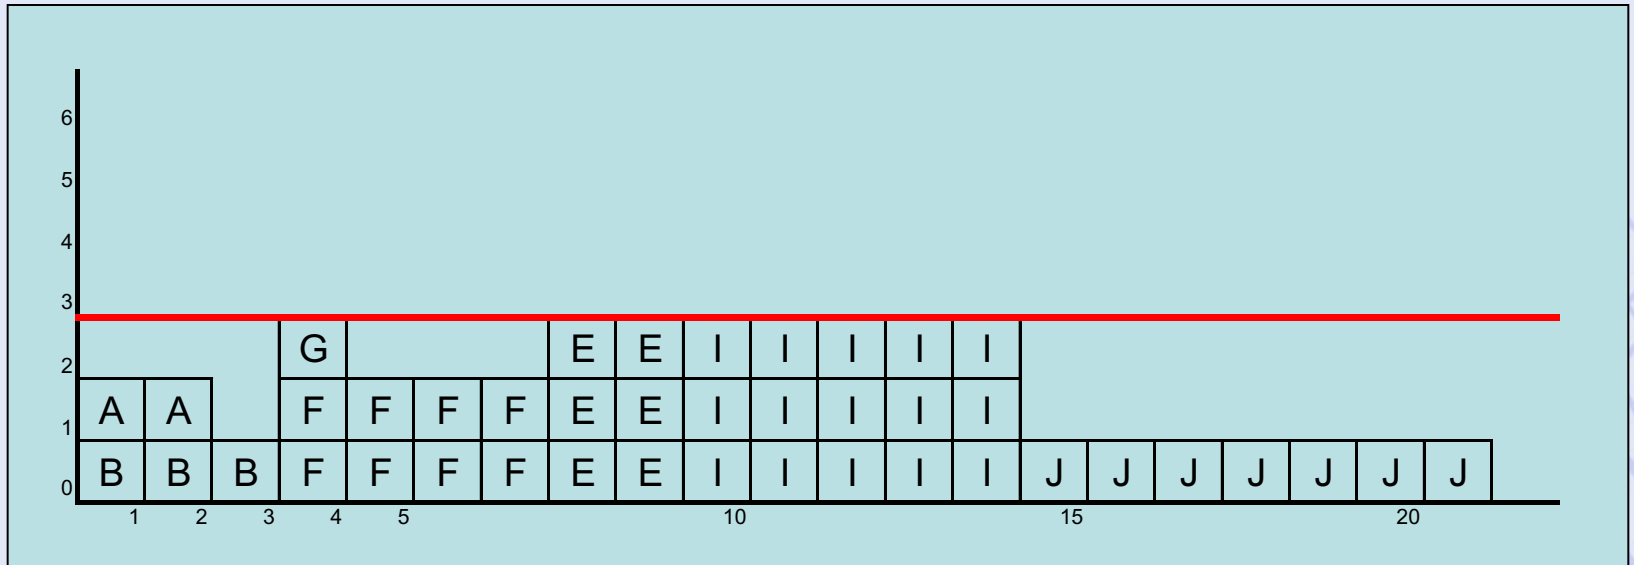 6
5
4
3
G E E I I I I I
2
A A F F F F E E I I I I I
1
B B B F F F F E E I I I I I J J J J J J J
0
1 2 3 4 5 10 15 20